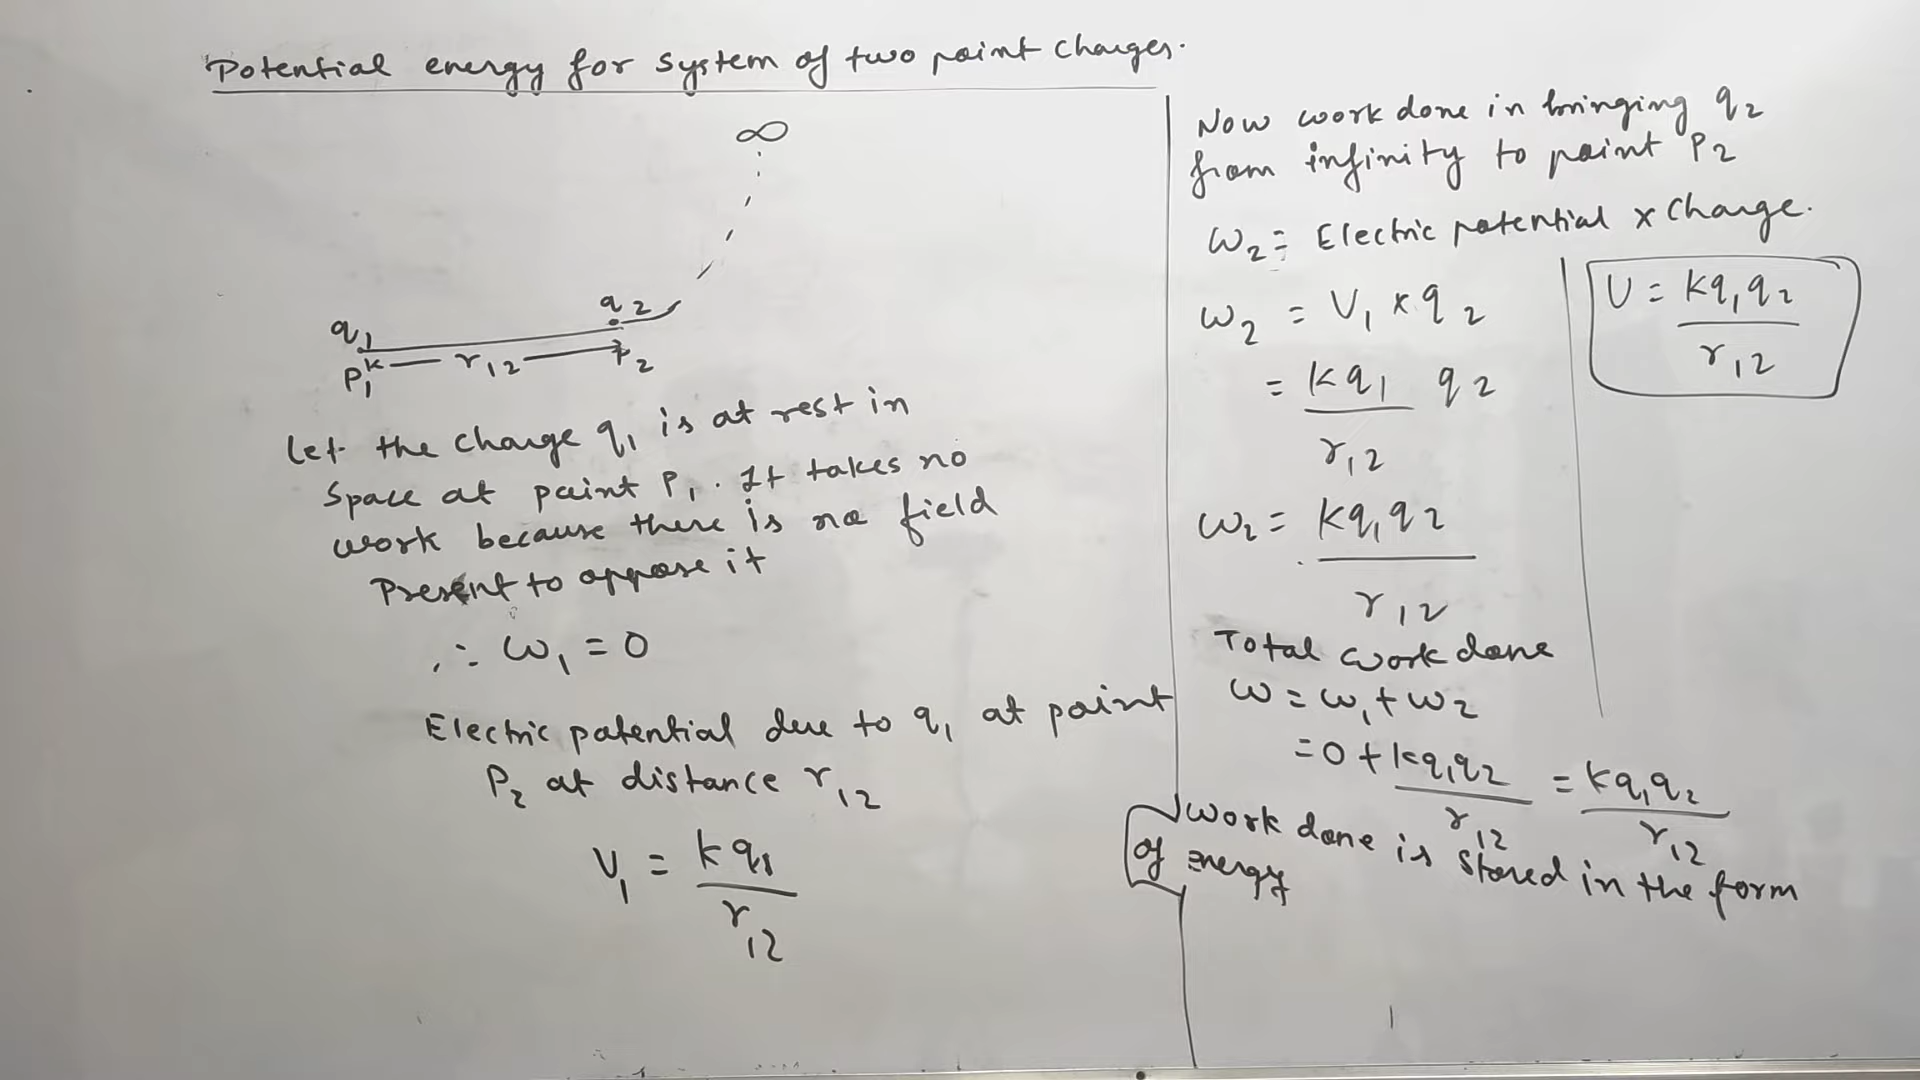 Potential energy for system of two point charges.
∞
q₁
q₂
P₁ r₁₂ P₂
Let the charge q₁ is at rest in
space at point P₁. It takes no
work because there is no field
Present to oppose it
∴ W₁ = 0
Electric potential due to q₁ at point
P₂ at distance r₁₂
V₁ = kq₁
r₁₂
Now work done in bringing q₂
from infinity to point P₂
W₂ = Electric potential x charge.
W₂ = V₁ x q₂
= kq₁ q₂
r₁₂
W₂ = kq₁q₂
r₁₂
Total work done
W = W₁ + W₂
= 0 + kq₁q₂ = kq₁q₂
r₁₂ r₁₂
Work done is stored in the form
of energy
U = kq₁q₂
r₁₂